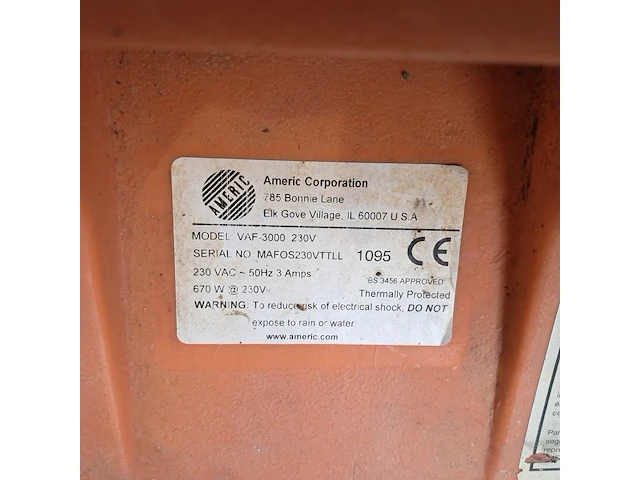 AMERIC
Americ Corporation
785 Bonnie Lane
Elk Gove Village, IL 60007 U.S.A
MODEL: VAF-3000 230V
SERIAL NO: MAFOS230VTTLL 1095 CE
230 VAC ~ 50Hz 3 Amps
'BS 3456 APPROVED'
670 W @ 230V
Thermally Protected
WARNING: To reduce risk of electrical shock, DO NOT
expose to rain or water.
www.americ.com